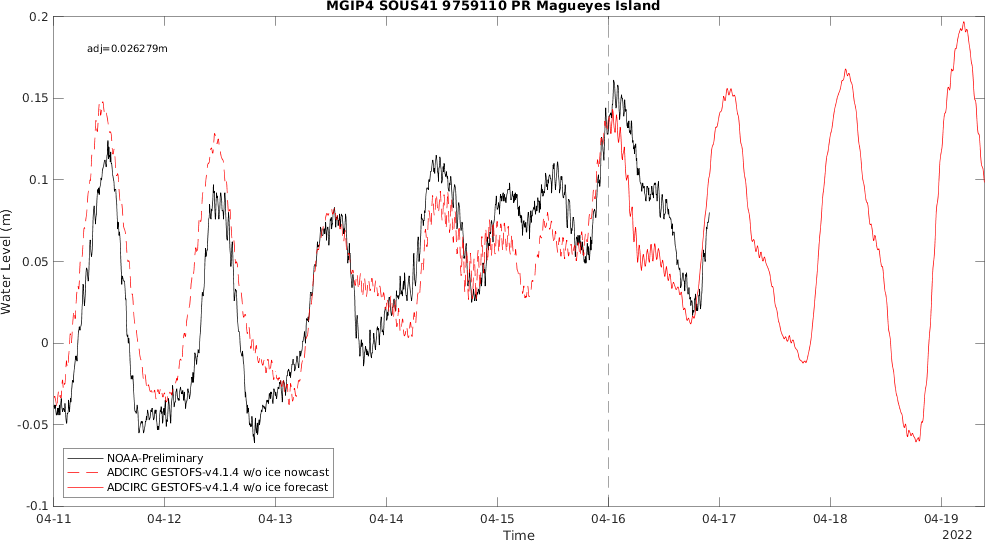 MGIP4 SOUS41 9759110 PR Magueyes Island
adj=0.026279m
Water Level (m)
0.2
0.15
0.1
0.05
0
-0.05
-0.1
NOAA-Preliminary
ADCIRC GESTOFS-v4.1.4 w/o ice nowcast
ADCIRC GESTOFS-v4.1.4 w/o ice forecast
04-11 04-12 04-13 04-14 04-15 04-16 04-17 04-18 04-19
Time
2022